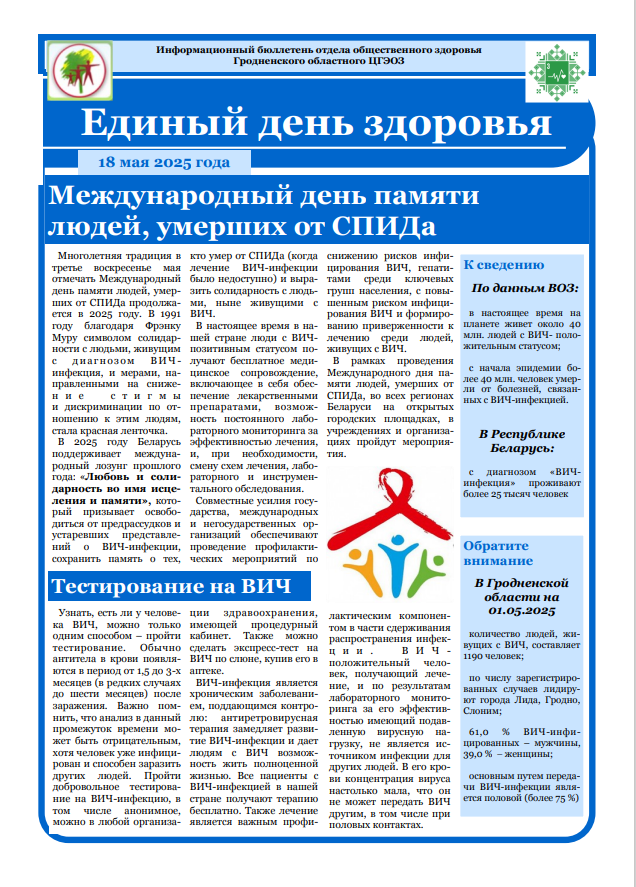 Информационный бюллетень отдела общественного здоровья
Гродненского областного ЦГЭОЗ
Единый день здоровья
18 мая 2025 года
Международный день памяти
людей, умерших от СПИДа
Многолетняя традиция в
третье воскресенье мая
отмечать Международный
день памяти людей, умер-
ших от СПИДа продолжа-
ется в 2025 году. В 1991
году благодаря Фрэнку
Муру символом солидар-
ности с людьми, живущим
с диагнозом ВИЧ-
инфекция, и мерами, на-
правленными на сниже-
ние стигмы
и дискриминации по от-
ношению к этим людям,
стала красная ленточка.
В 2025 году Беларусь
поддерживает между-
народный лозунг прошлого
года: «Любовь и соли-
дарность во имя исце-
ления и памяти», кото-
рый призывает освобо-
диться от предрассудков и
устаревших представле-
ний о ВИЧ-инфекции,
сохранить память о тех,
кто умер от СПИДа (когда
лечение ВИЧ-инфекции
было недоступно) и выра-
зить солидарность с людь-
ми, ныне живущими с
ВИЧ.
В настоящее время в на-
шей стране люди с ВИЧ-
позитивным статусом по-
лучают бесплатное меди-
цинское сопровождение,
включающее в себя обес-
печение лекарственными
препаратами, возмож-
ность постоянного лабо-
раторного мониторинга за
эффективностью лечения,
и, при необходимости,
смену схем лечения, лабо-
раторного и инструмен-
тального обследования.
Совместные усилия госу-
дарства, международных
и негосударственных ор-
ганизаций обеспечивают
проведение профилакти-
ческих мероприятий по
снижению рисков инфи-
цирования ВИЧ, гепати-
тами среди ключевых
групп населения, с повы-
шенным риском инфици-
рования ВИЧ и формиро-
ванию приверженности к
лечению среди людей,
живущих с ВИЧ.
В рамках проведения
Международного дня па-
мяти людей, умерших от
СПИДа, во всех регионах
Беларуси на открытых
городских площадках, в
учреждениях и организа-
циях пройдут мероприя-
тия.
К сведению
По данным ВОЗ:
в настоящее время на
планете живет около 40
млн. людей с ВИЧ- поло-
жительным статусом;
с начала эпидемии бо-
лее 40 млн. человек умер-
ли от болезней, связан-
ных с ВИЧ-инфекцией.
В Республике
Беларусь:
с диагнозом «ВИЧ-
инфекция» проживают
более 25 тысяч человек
Обратите
внимание
В Гродненской
области на
01.05.2025
количество людей, жи-
вущих с ВИЧ, составляет
1190 человек;
по числу зарегистриро-
ванных случаев лидиру-
ют города Лида, Гродно,
Слоним;
61,0 % ВИЧ-инфи-
цированных – мужчины,
39,0 % – женщины;
основным путем переда-
чи ВИЧ-инфекции явля-
ется половой (более 75 %)
Тестирование на ВИЧ
Узнать, есть ли у челове-
ка ВИЧ, можно только
одним способом – пройти
тестирование. Обычно
антитела в крови появля-
ются в период от 1,5 до 3-х
месяцев (в редких случаях
до шести месяцев) после
заражения. Важно пом-
нить, что анализ в данный
промежуток времени мо-
жет быть отрицательным,
хотя человек уже инфици-
рован и способен заразить
других людей. Пройти
добровольное тестирова-
ние на ВИЧ-инфекцию, в
том числе анонимное,
можно в любой организа-
ции здравоохранения,
имеющей процедурный
кабинет. Также можно
сделать экспресс-тест на
ВИЧ по слюне, купив его в
аптеке.
ВИЧ-инфекция является
хроническим заболевани-
ем, поддающимся контро-
лю: антиретровирусная
терапия замедляет разви-
тие ВИЧ-инфекции и дает
людям с ВИЧ возмож-
ность жить полноценной
жизнью. Все пациенты с
ВИЧ-инфекцией в нашей
стране получают терапию
бесплатно. Также лечение
является важным профи-
лактическим компонен-
том в части сдерживания
распространения инфек-
ции. ВИЧ-
положительный чело-
век, получающий лече-
ние, и по результатам
лабораторного монито-
ринга за его эффектив-
ностью имеющий подав-
ленную вирусную на-
грузку, не является ис-
точником инфекции для
других людей. В его кро-
ви концентрация вируса
настолько мала, что он
не может передать ВИЧ
другим, в том числе при
половых контактах.